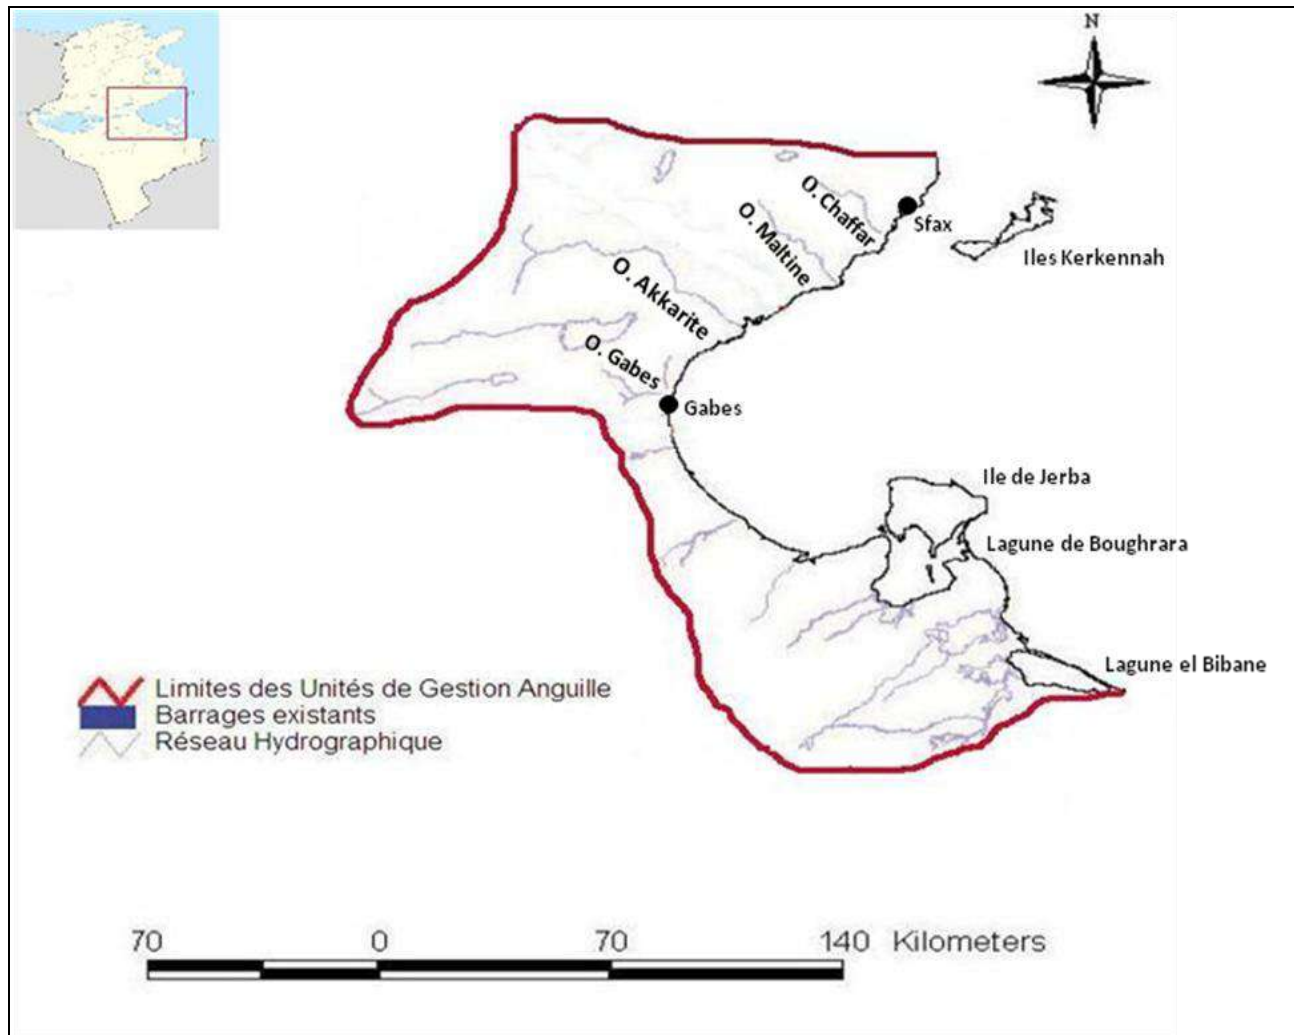 N
O. Chaffar
Sfax
O. Maltine
Iles Kerkennah
O. Akkarite
O. Gabes
Gabes
Ile de Jerba
Lagune de Boughrara
Lagune el Bibane
Limites des Unités de Gestion Anguille
Barrages existants
Réseau Hydrographique
70 0 70 140 Kilometers